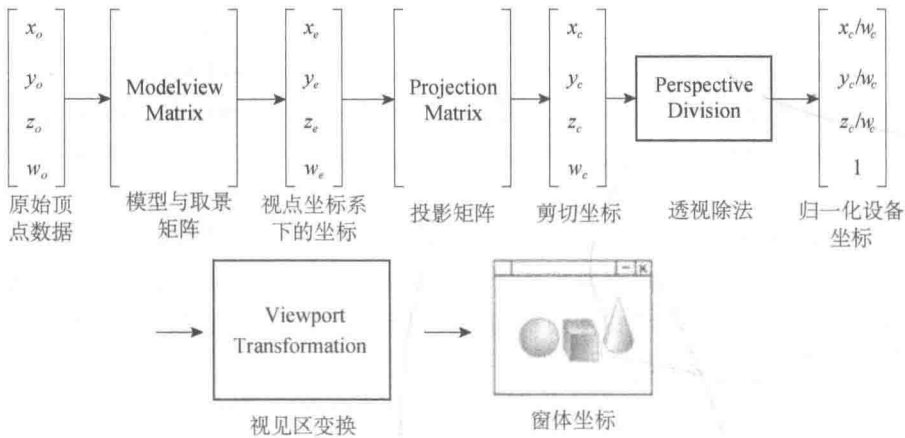 x_o x_e x_c x_c/w_c
y_o Modelview Matrix y_e Projection Matrix y_c Perspective Division y_c/w_c
z_o z_e z_c z_c/w_c
w_o w_e w_c 1
原始顶点数据
模型与取景矩阵
视点坐标系下的坐标
投影矩阵
剪切坐标
透视除法
归一化设备坐标
Viewport
Transformation
视见区变换
窗体坐标